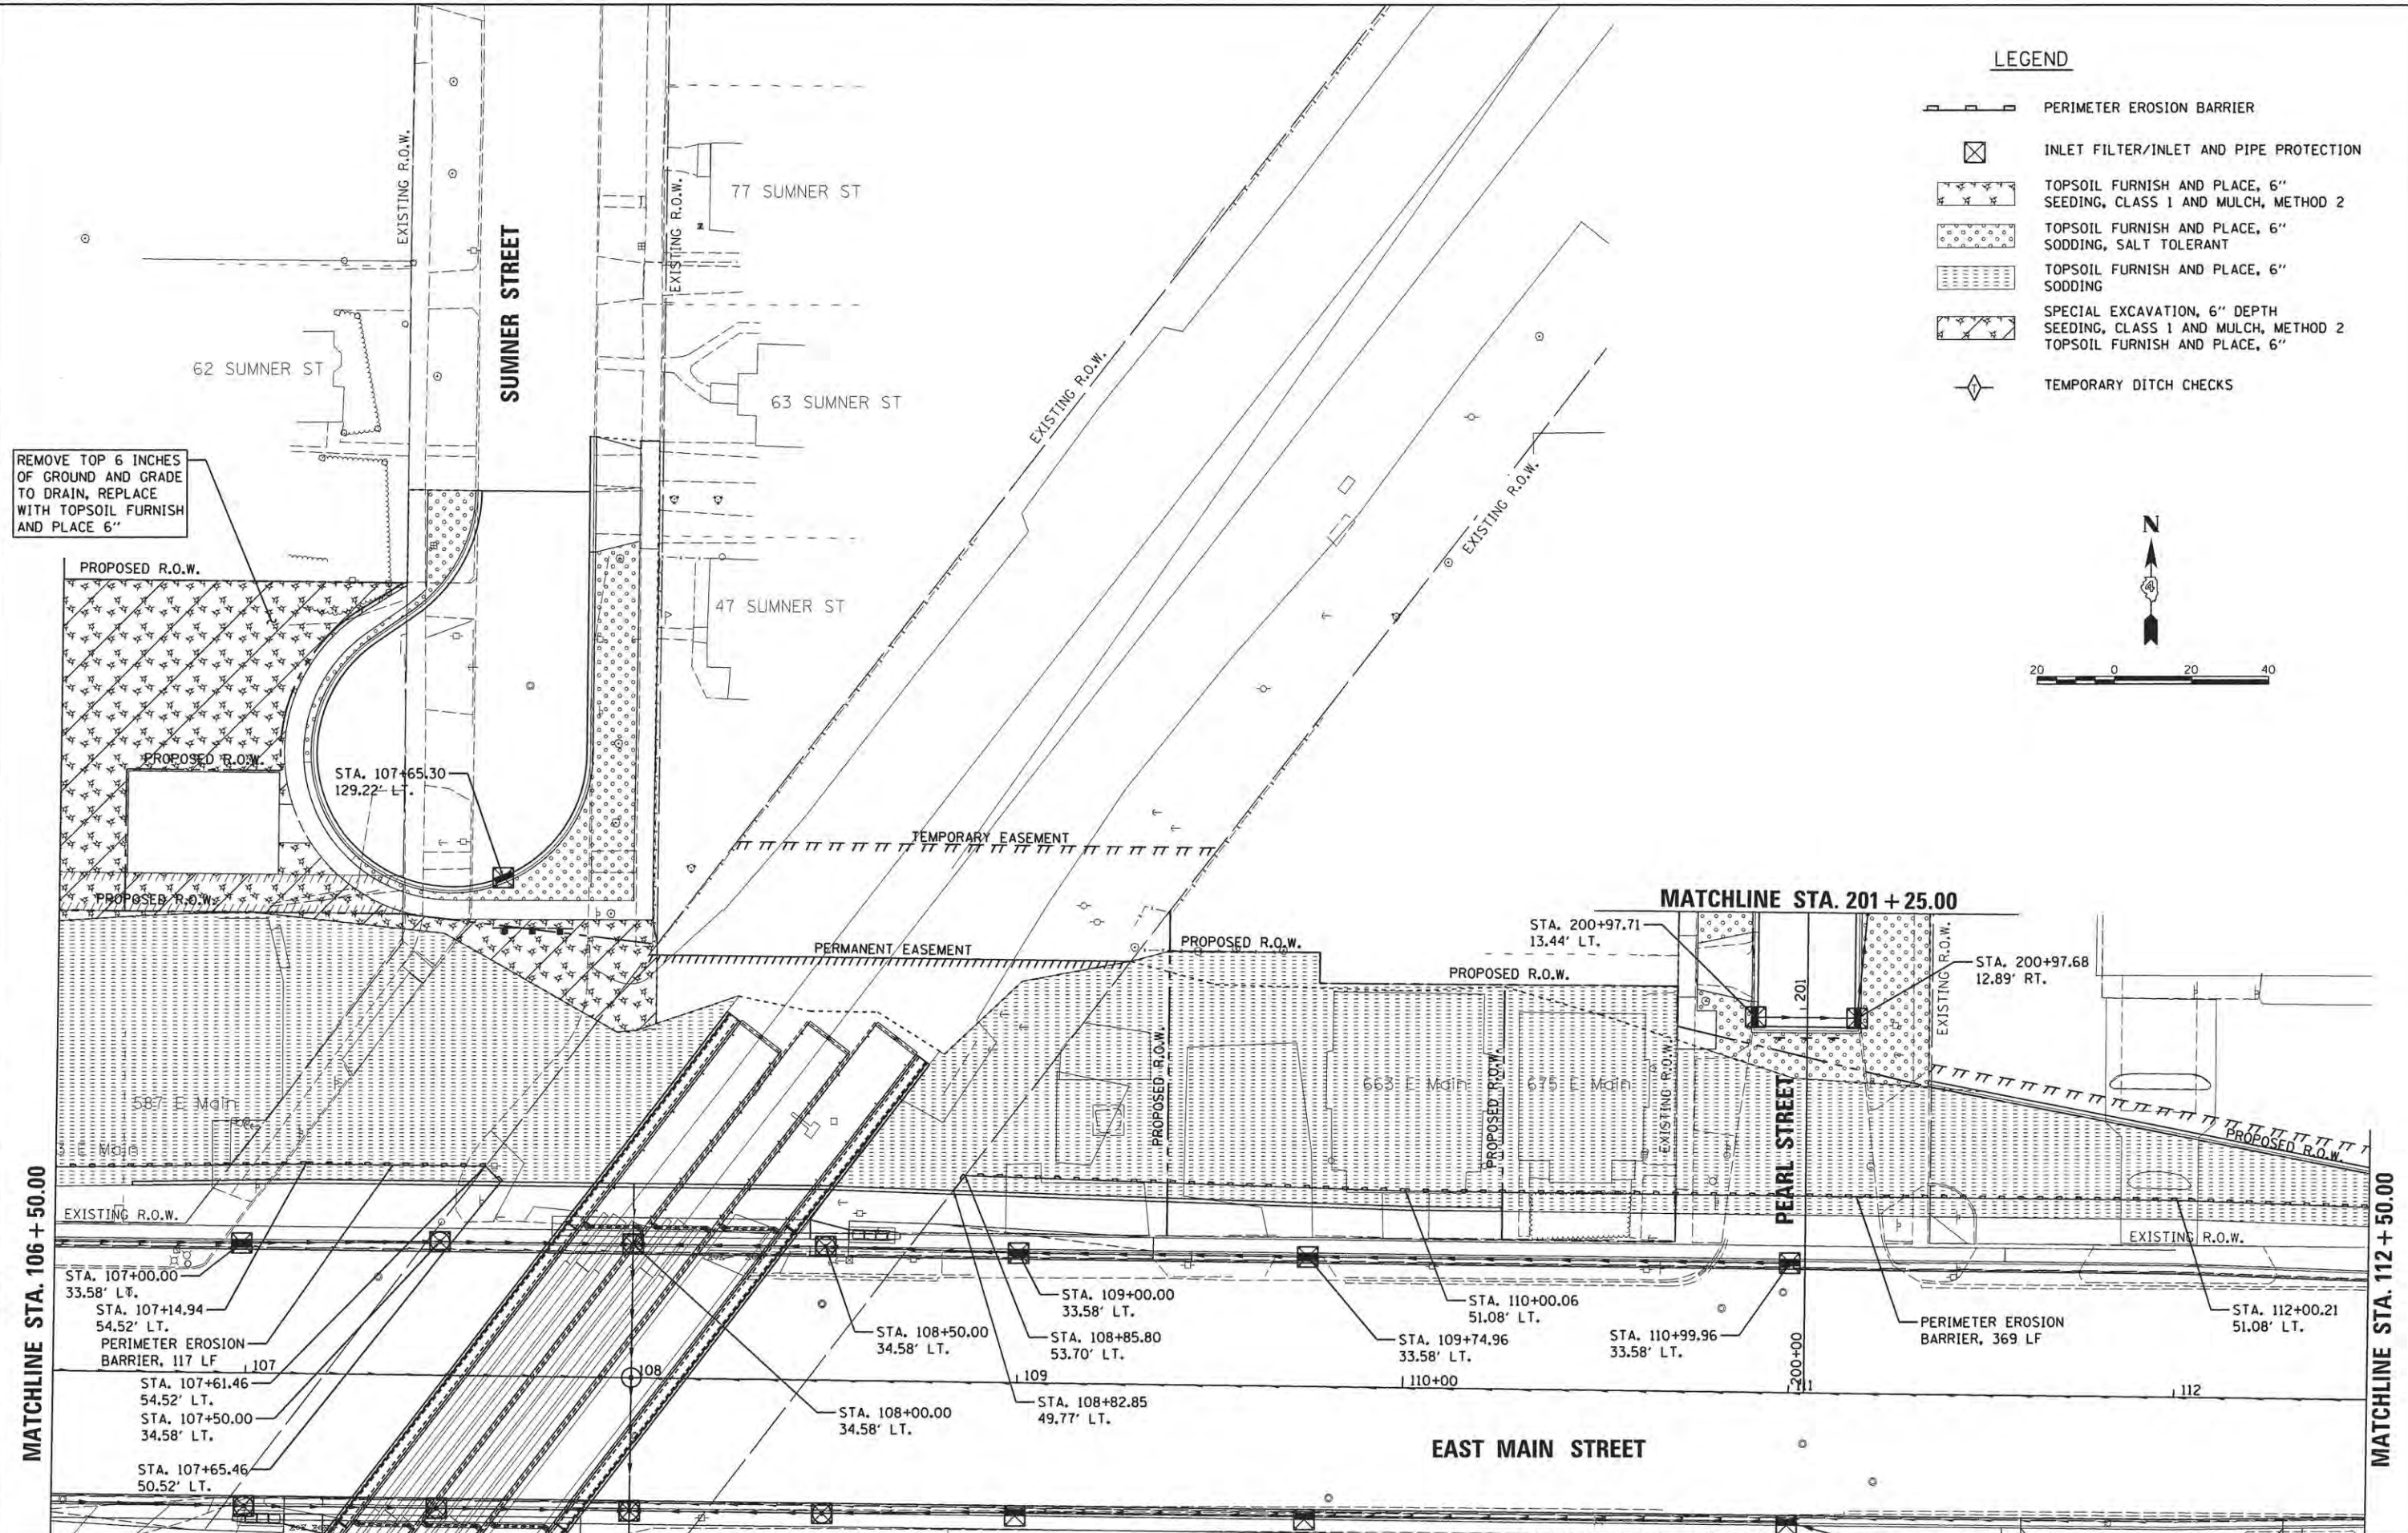 LEGEND
PERIMETER EROSION BARRIER
INLET FILTER/INLET AND PIPE PROTECTION
TOPSOIL FURNISH AND PLACE, 6"
SEEDING, CLASS 1 AND MULCH, METHOD 2
TOPSOIL FURNISH AND PLACE, 6"
SODDING, SALT TOLERANT
TOPSOIL FURNISH AND PLACE, 6"
SODDING
SPECIAL EXCAVATION, 6" DEPTH
SEEDING, CLASS 1 AND MULCH, METHOD 2
TOPSOIL FURNISH AND PLACE, 6"
TEMPORARY DITCH CHECKS
N
4
20 0 20 40
EXISTING R.O.W.
SUMNER STREET
EXISTING R.O.W.
77 SUMNER ST
62 SUMNER ST
63 SUMNER ST
47 SUMNER ST
EXISTING R.O.W.
EXISTING R.O.W.
REMOVE TOP 6 INCHES
OF GROUND AND GRADE
TO DRAIN, REPLACE
WITH TOPSOIL FURNISH
AND PLACE 6"
PROPOSED R.O.W.
PROPOSED R.O.W.
STA. 107+65.30
129.22' LT.
PROPOSED R.O.W.
TEMPORARY EASEMENT
PERMANENT EASEMENT
PROPOSED R.O.W.
PROPOSED R.O.W.
MATCHLINE STA. 201+25.00
STA. 200+97.71
13.44' LT.
STA. 200+97.68
12.89' RT.
201
EXISTING R.O.W.
PROPOSED R.O.W.
PROPOSED R.O.W.
EXISTING R.O.W.
587 E Main
3 E Main
663 E Main
675 E Main
PEARL STREET
PROPOSED R.O.W.
EXISTING R.O.W.
EXISTING R.O.W.
MATCHLINE STA. 106+50.00
MATCHLINE STA. 112+50.00
STA. 107+00.00
33.58' LT.
STA. 107+14.94
54.52' LT.
PERIMETER EROSION
BARRIER, 117 LF
STA. 107+61.46
54.52' LT.
STA. 107+50.00
34.58' LT.
STA. 107+65.46
50.52' LT.
STA. 108+00.00
34.58' LT.
STA. 108+50.00
34.58' LT.
STA. 109+00.00
33.58' LT.
STA. 108+85.80
53.70' LT.
STA. 108+82.85
49.77' LT.
STA. 109+74.96
33.58' LT.
STA. 110+00.06
51.08' LT.
STA. 110+99.96
33.58' LT.
PERIMETER EROSION
BARRIER, 369 LF
STA. 112+00.21
51.08' LT.
107
108
109
110+00
200+00
111
112
EAST MAIN STREET